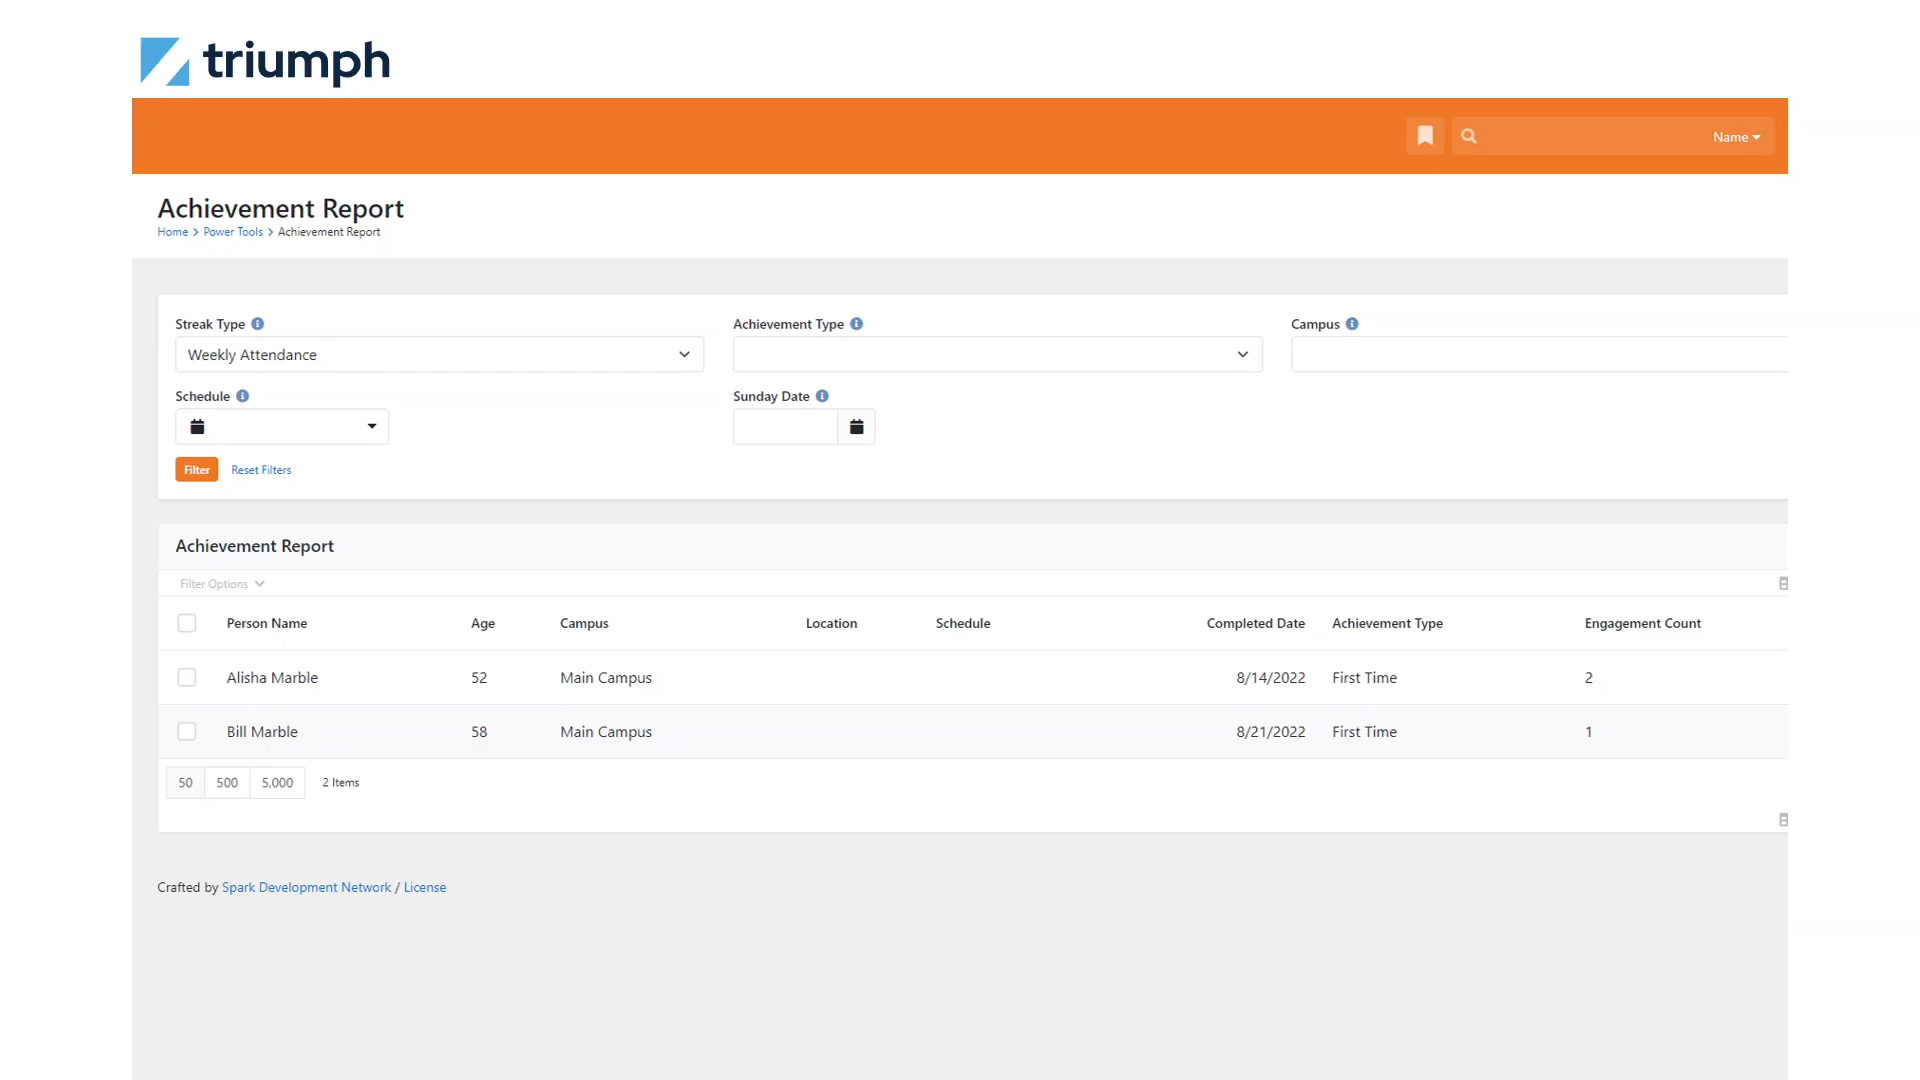 triumph
Name
Achievement Report
Home > Power Tools > Achievement Report
Streak Type
Achievement Type
Campus
Weekly Attendance
Schedule
Sunday Date
Filter
Reset Filters
Achievement Report
Filter Options
Person Name Age Campus Location Schedule Completed Date Achievement Type Engagement Count
Alisha Marble 52 Main Campus 8/14/2022 First Time 2
Bill Marble 58 Main Campus 8/21/2022 First Time 1
50 500 5,000 2 Items
Crafted by Spark Development Network / License